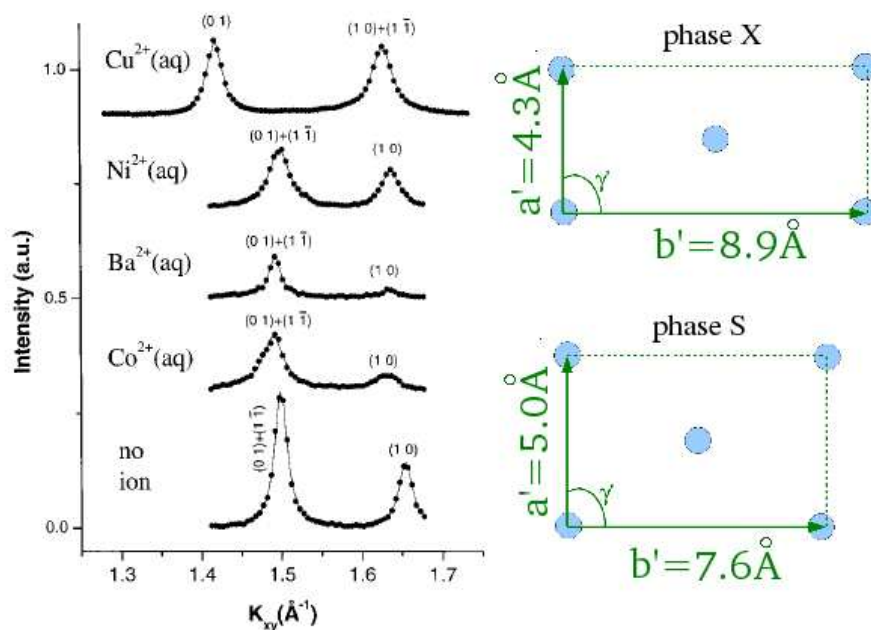 (0 1)
(1 0)+(1 1̄)
Cu²⁺(aq)
1.0
(0 1)+(1 1̄)
(1 0)
Ni²⁺(aq)
(0 1)+(1 1̄)
(1 0)
Ba²⁺(aq)
0.5
(0 1)+(1 1̄)
(1 0)
Co²⁺(aq)
(0 1)+(1 1̄)
(1 0)
no
ion
0.0
Intensity (a.u.)
1.3 1.4 1.5 1.6 1.7
K_xy(Å⁻¹)
phase X
a'=4.3Å
γ'
b'=8.9Å
phase S
a'=5.0Å
γ'
b'=7.6Å